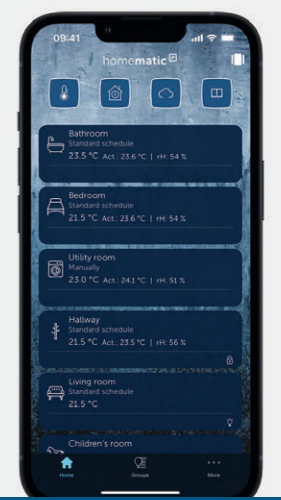 09:41
homematic IP
Bathroom
Standard schedule
23.5 °C Act.: 23.6 °C | rH: 54 %
Bedroom
Standard schedule
21.5 °C Act.: 23.6 °C | rH: 54 %
Utility room
Manually
23.0 °C Act.: 24.1 °C | rH: 51 %
Hallway
Standard schedule
21.5 °C Act.: 23.5 °C | rH: 56 %
Living room
Standard schedule
21.5 °C
Children's room
Home
Groups
More